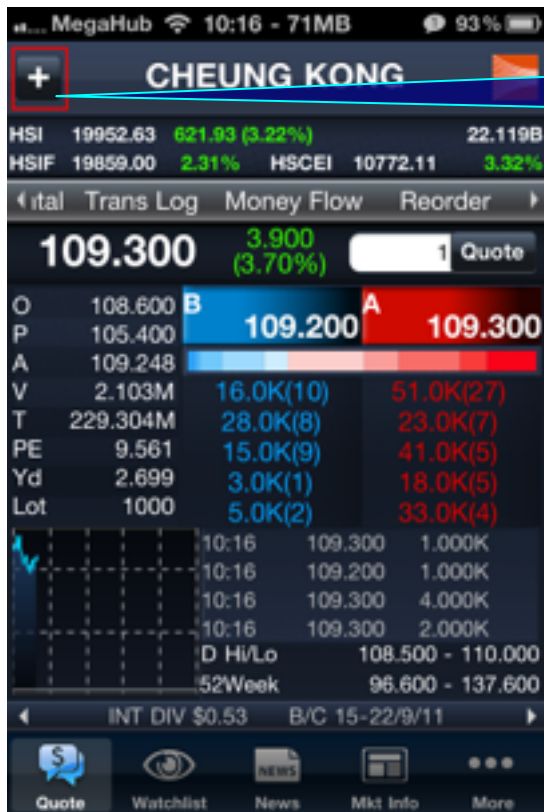 MegaHub 10:16 - 71MB 93%
+ CHEUNG KONG
HSI 19952.63 621.93 (3.22%) 22.119B
HSIF 19859.00 2.31% HSCEI 10772.11 3.32%
ital Trans Log Money Flow Reorder
109.300 3.900 (3.70%) 1 Quote
O 108.600 B 109.200 A 109.300
P 105.400
A 109.248
V 2.103M 16.0K(10) 51.0K(27)
T 229.304M 28.0K(8) 23.0K(7)
PE 9.561 15.0K(9) 41.0K(5)
Yd 2.699 3.0K(1) 18.0K(5)
Lot 1000 5.0K(2) 33.0K(4)
10:16 109.300 1.000K
10:16 109.200 1.000K
10:16 109.300 4.000K
10:16 109.300 2.000K
D Hi/Lo 108.500 - 110.000
52Week 96.600 - 137.600
INT DIV $0.53 B/C 15-22/9/11
$
NEWS
Quote Watchlist News Mkt Info More